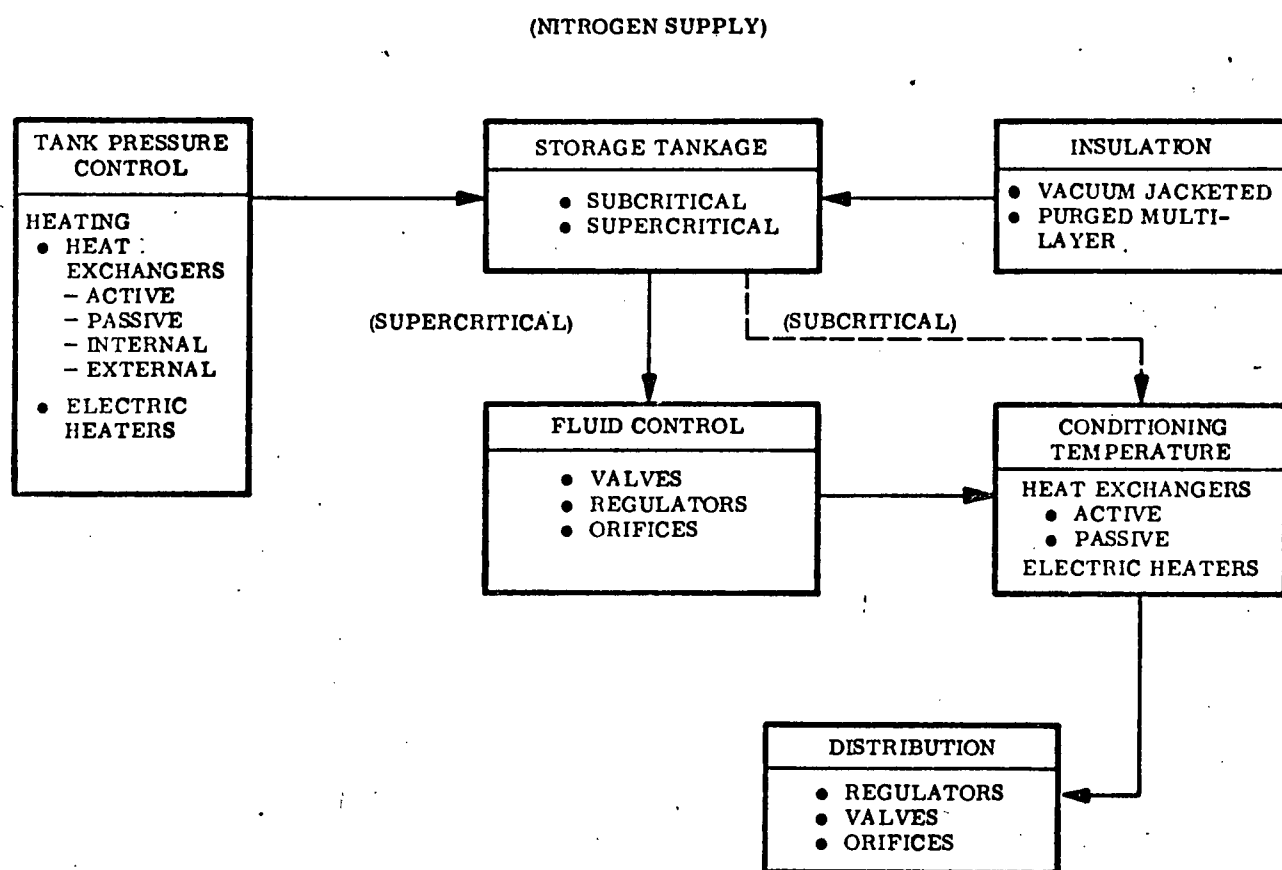 (NITROGEN SUPPLY)
TANK PRESSURE
CONTROL
HEATING
● HEAT
EXCHANGERS
– ACTIVE
– PASSIVE
– INTERNAL
– EXTERNAL
● ELECTRIC
HEATERS
STORAGE TANKAGE
● SUBCRITICAL
● SUPERCRITICAL
INSULATION
● VACUUM JACKETED
● PURGED MULTI-
LAYER
(SUPERCRITICAL)
(SUBCRITICAL)
FLUID CONTROL
● VALVES
● REGULATORS
● ORIFICES
CONDITIONING
TEMPERATURE
HEAT EXCHANGERS
● ACTIVE
● PASSIVE
ELECTRIC HEATERS
DISTRIBUTION
● REGULATORS
● VALVES
● ORIFICES